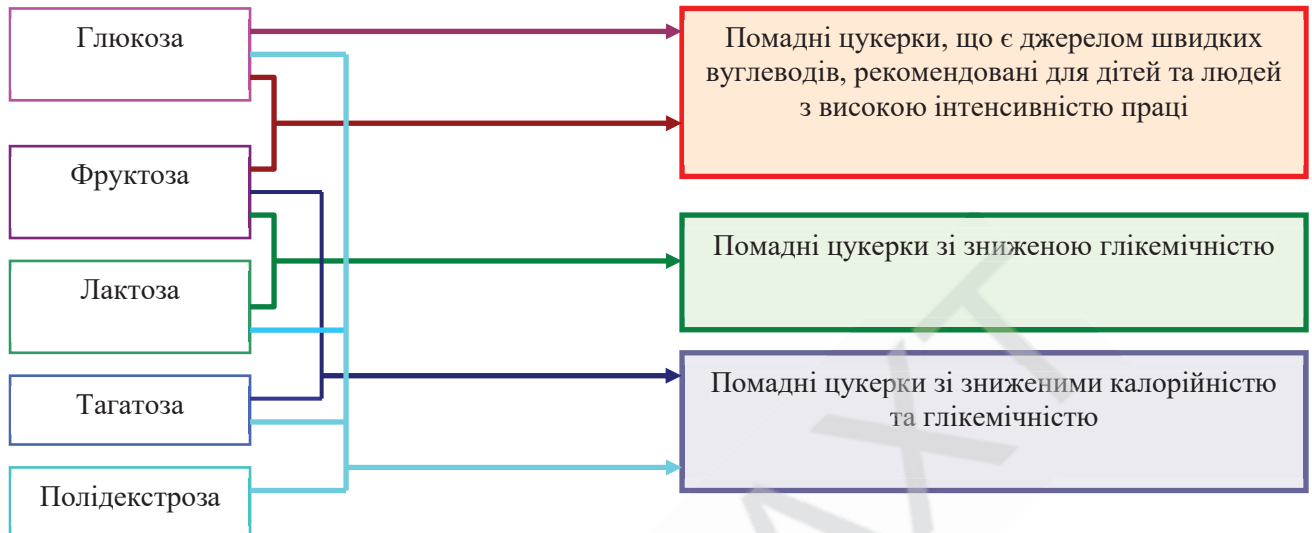 Глюкоза
Фруктоза
Лактоза
Тагатоза
Полідекстроза
Помадні цукерки, що є джерелом швидких
вуглеводів, рекомендовані для дітей та людей
з високою інтенсивністю праці
Помадні цукерки зі зниженою глікемічністю
Помадні цукерки зі зниженими калорійністю
та глікемічністю